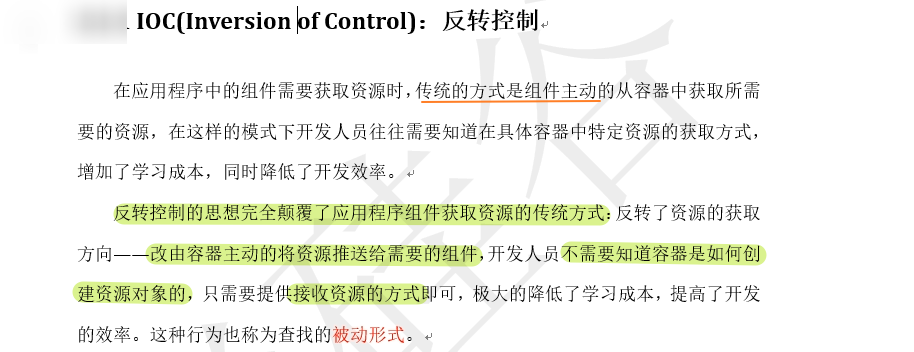 IOC(Inversion of Control)：反转控制
在应用程序中的组件需要获取资源时，传统的方式是组件主动的从容器中获取所需
要的资源，在这样的模式下开发人员往往需要知道在具体容器中特定资源的获取方式，
增加了学习成本，同时降低了开发效率。
反转控制的思想完全颠覆了应用程序组件获取资源的传统方式：反转了资源的获取
方向——改由容器主动的将资源推送给需要的组件，开发人员不需要知道容器是如何创
建资源对象的，只需要提供接收资源的方式即可，极大的降低了学习成本，提高了开发
的效率。这种行为也称为查找的被动形式。